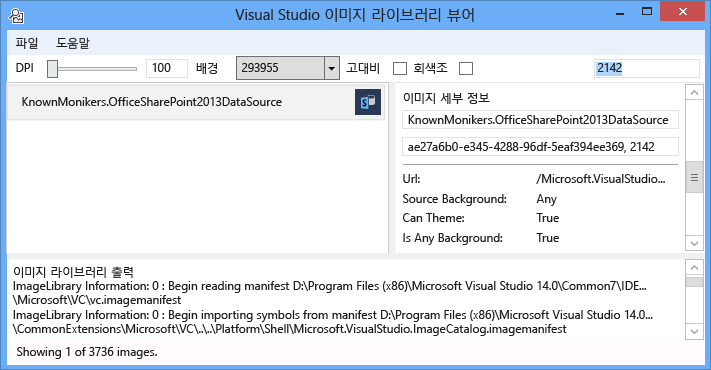 Visual Studio 이미지 라이브러리 뷰어
파일 도움말
DPI 100 배경 293955 고대비 회색조 2142
KnownMonikers.OfficeSharePoint2013DataSource
이미지 세부 정보
KnownMonikers.OfficeSharePoint2013DataSource
ae27a6b0-e345-4288-96df-5eaf394ee369, 2142
Url: /Microsoft.VisualStudio...
Source Background: Any
Can Theme: True
Is Any Background: True
이미지 라이브러리 출력
ImageLibrary Information: 0 : Begin reading manifest D:\Program Files (x86)\Microsoft Visual Studio 14.0\Common7\IDE...
\Microsoft\VC\vc.imagemanifest
ImageLibrary Information: 0 : Begin importing symbols from manifest D:\Program Files (x86)\Microsoft Visual Studio 14.0...
\CommonExtensions\Microsoft\VC\..\..\Platform\Shell\Microsoft.VisualStudio.ImageCatalog.imagemanifest
Showing 1 of 3736 images.